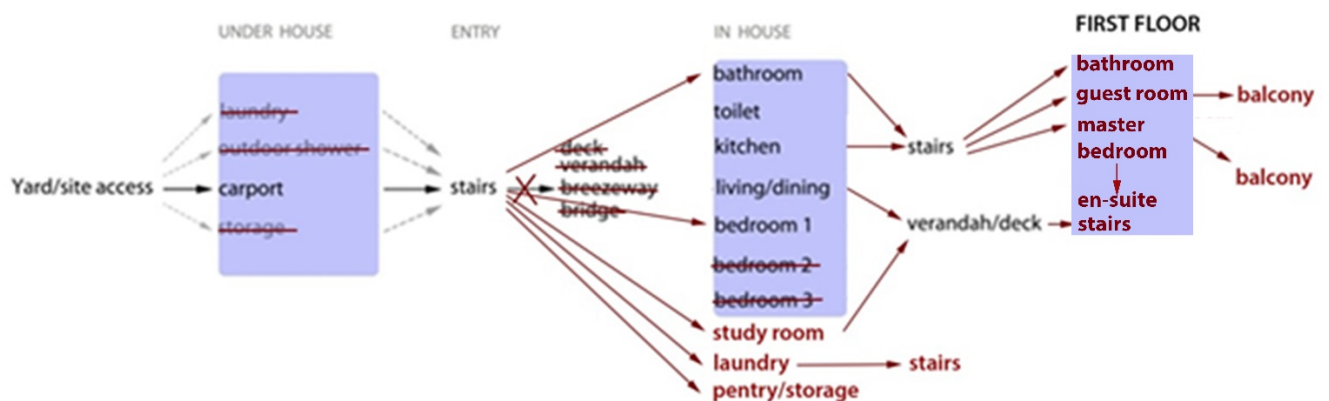 UNDER HOUSE
ENTRY
IN HOUSE
FIRST FLOOR
Yard/site access
laundry
outdoor shower
carport
storage
stairs
deck
verandah
breezeway
bridge
bathroom
toilet
kitchen
living/dining
bedroom 1
bedroom 2
bedroom 3
study room
laundry
pentry/storage
stairs
verandah/deck
stairs
bathroom
guest room
master
bedroom
en-suite
stairs
balcony
balcony